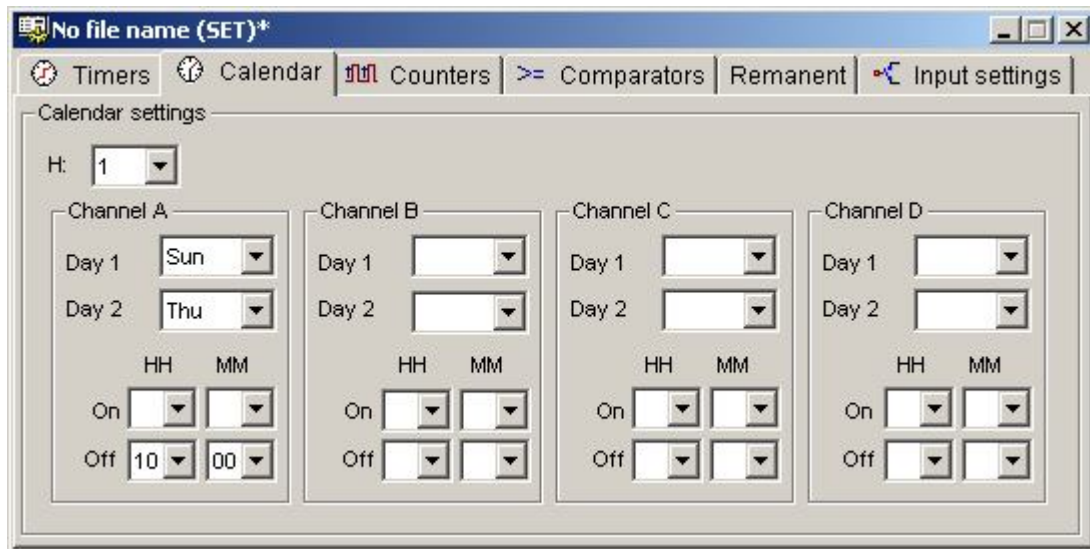 No file name (SET)*
Timers Calendar Counters >= Comparators Remanent Input settings
Calendar settings
H: 1
Channel A Channel B Channel C Channel D
Day 1 Sun Day 1 Day 1 Day 1
Day 2 Thu Day 2 Day 2 Day 2
HH MM HH MM HH MM HH MM
On On On On
Off 10 00 Off Off Off